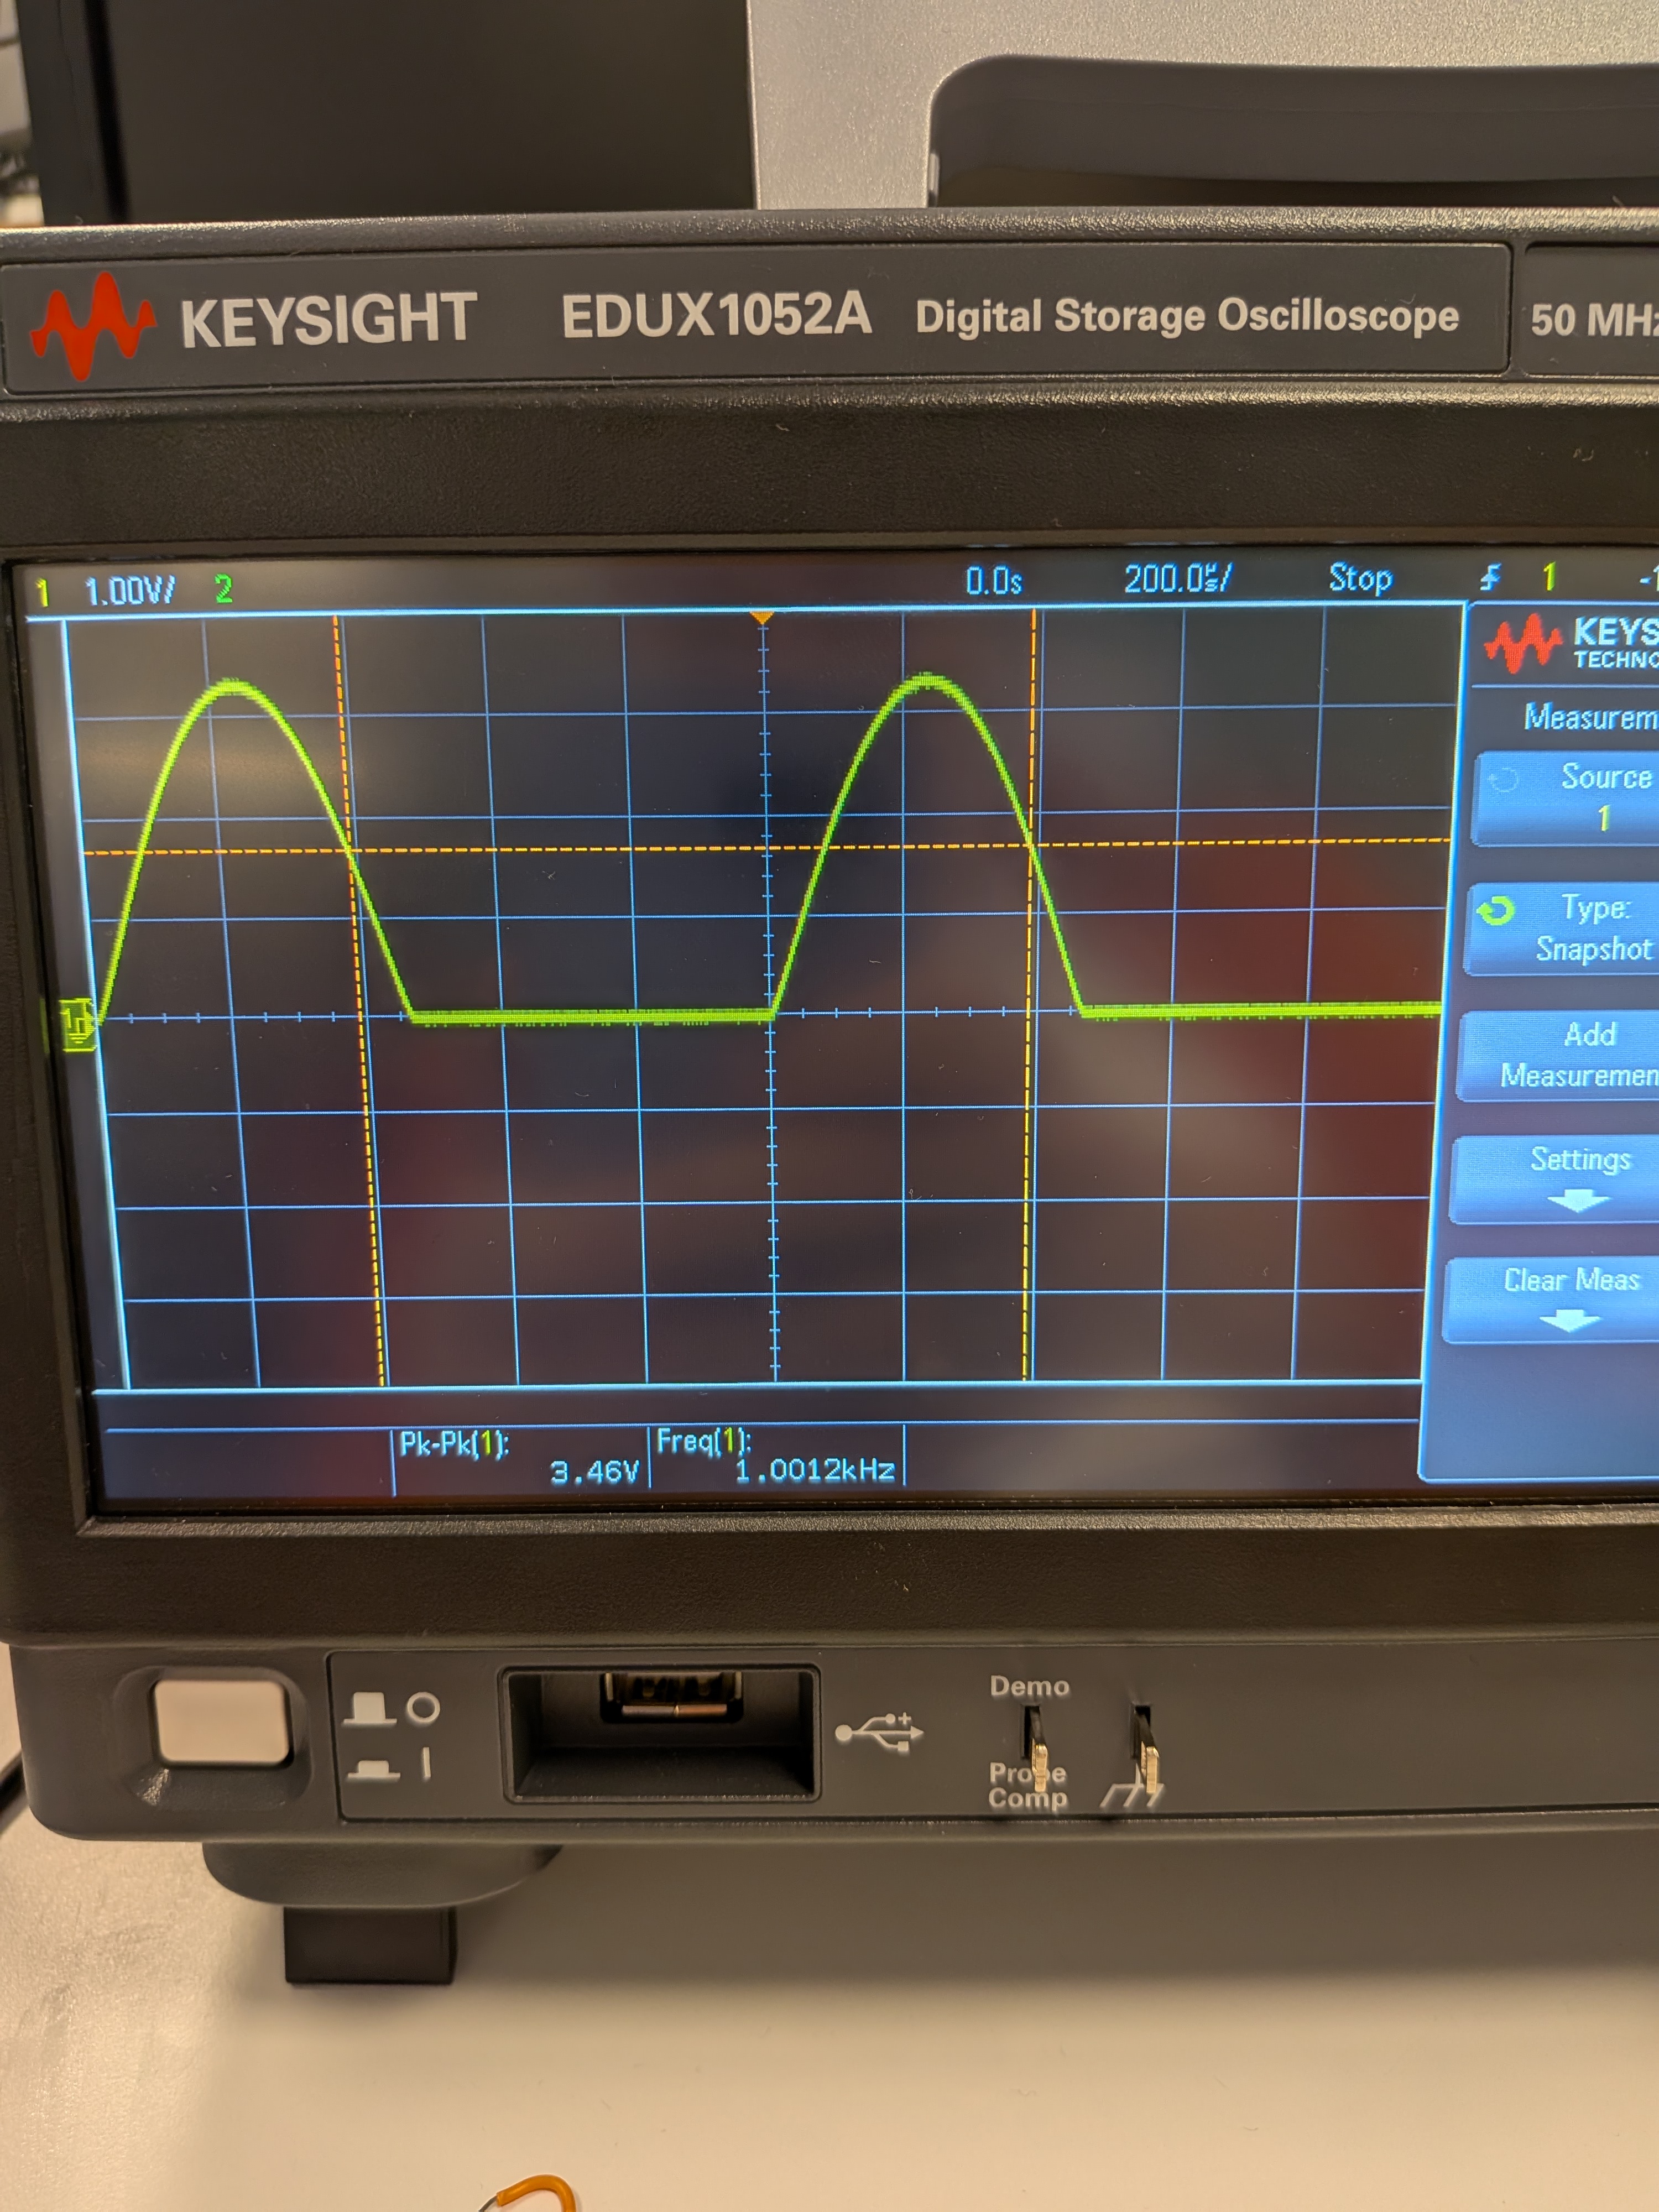 KEYSIGHT EDUX1052A Digital Storage Oscilloscope 50 MHz
1 1.00V/ 2 0.0s 200.0µs/ Stop 1
KEYS
TECHNO
Measurem
Source
1
Type:
Snapshot
Add
Measuremen
Settings
Clear Meas
Pk-Pk(1): Freq(1):
3.46V 1.0012kHz
Demo
Probe
Comp